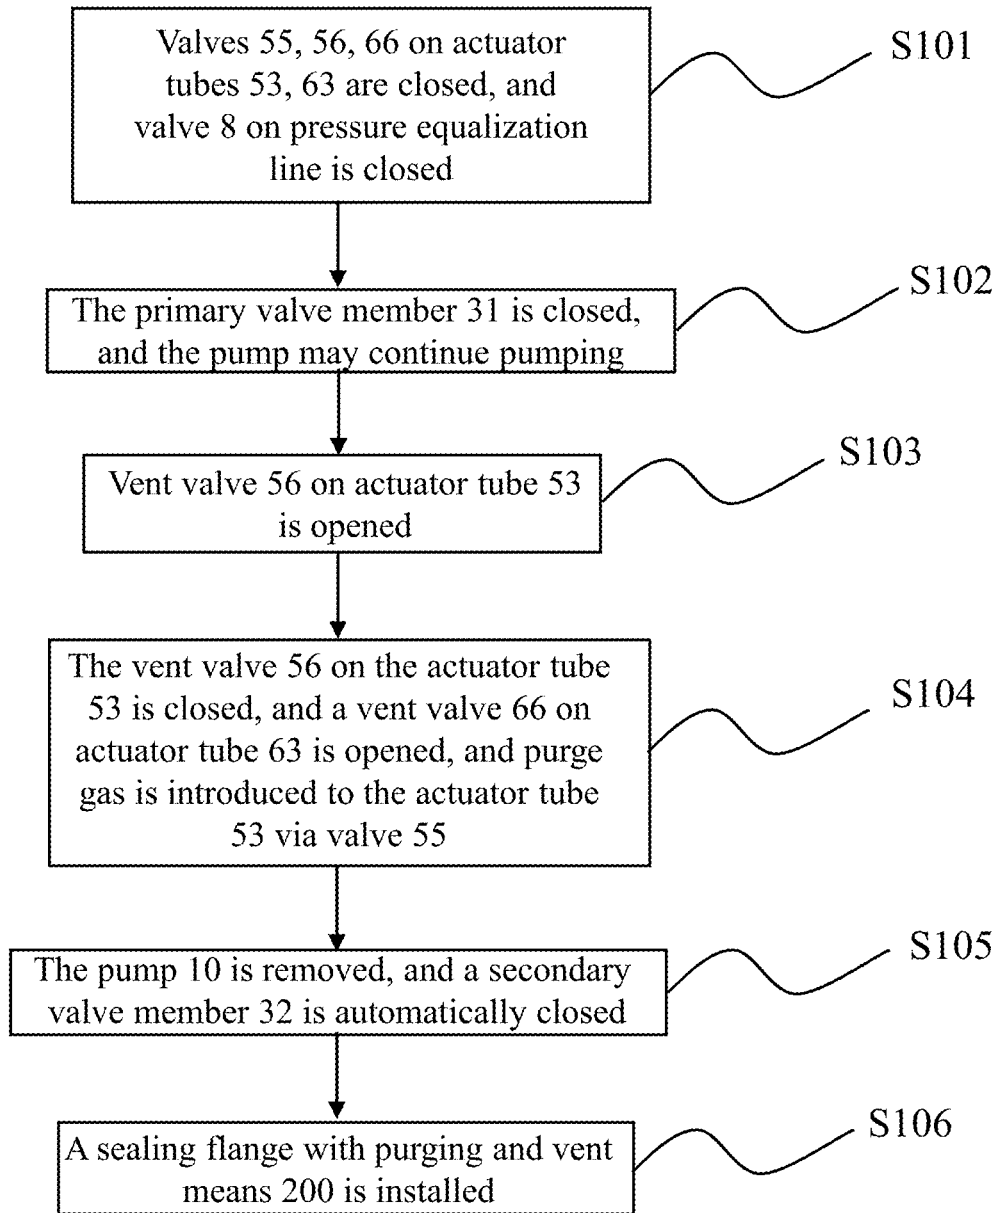 Valves 55, 56, 66 on actuator
tubes 53, 63 are closed, and
valve 8 on pressure equalization
line is closed
S101
The primary valve member 31 is closed,
and the pump may continue pumping
S102
Vent valve 56 on actuator tube 53
is opened
S103
The vent valve 56 on the actuator tube
53 is closed, and a vent valve 66 on
actuator tube 63 is opened, and purge
gas is introduced to the actuator tube
53 via valve 55
S104
The pump 10 is removed, and a secondary
valve member 32 is automatically closed
S105
A sealing flange with purging and vent
means 200 is installed
S106